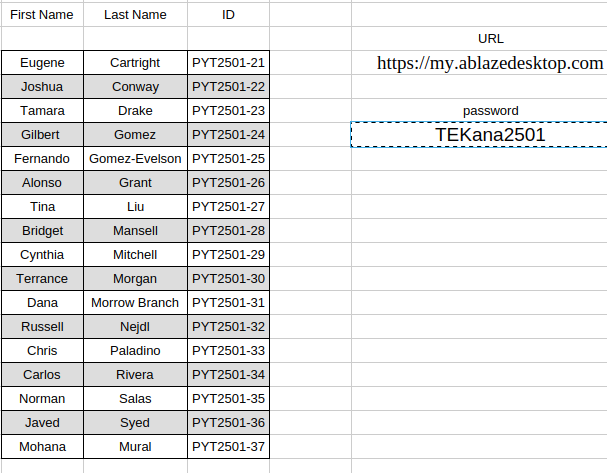 First Name Last Name ID
URL
Eugene Cartright PYT2501-21 https://my.ablazedesktop.com
Joshua Conway PYT2501-22
Tamara Drake PYT2501-23 password
Gilbert Gomez PYT2501-24 TEKana2501
Fernando Gomez-Evelson PYT2501-25
Alonso Grant PYT2501-26
Tina Liu PYT2501-27
Bridget Mansell PYT2501-28
Cynthia Mitchell PYT2501-29
Terrance Morgan PYT2501-30
Dana Morrow Branch PYT2501-31
Russell Nejdl PYT2501-32
Chris Paladino PYT2501-33
Carlos Rivera PYT2501-34
Norman Salas PYT2501-35
Javed Syed PYT2501-36
Mohana Mural PYT2501-37